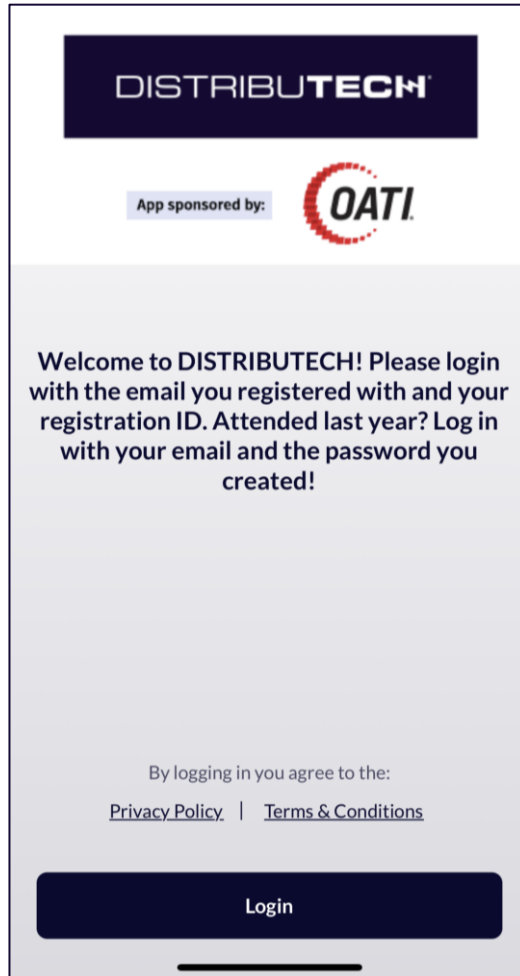 DISTRIBUTECH
App sponsored by:
OATI
Welcome to DISTRIBUTECH! Please login
with the email you registered with and your
registration ID. Attended last year? Log in
with your email and the password you
created!
By logging in you agree to the:
Privacy Policy | Terms & Conditions
Login